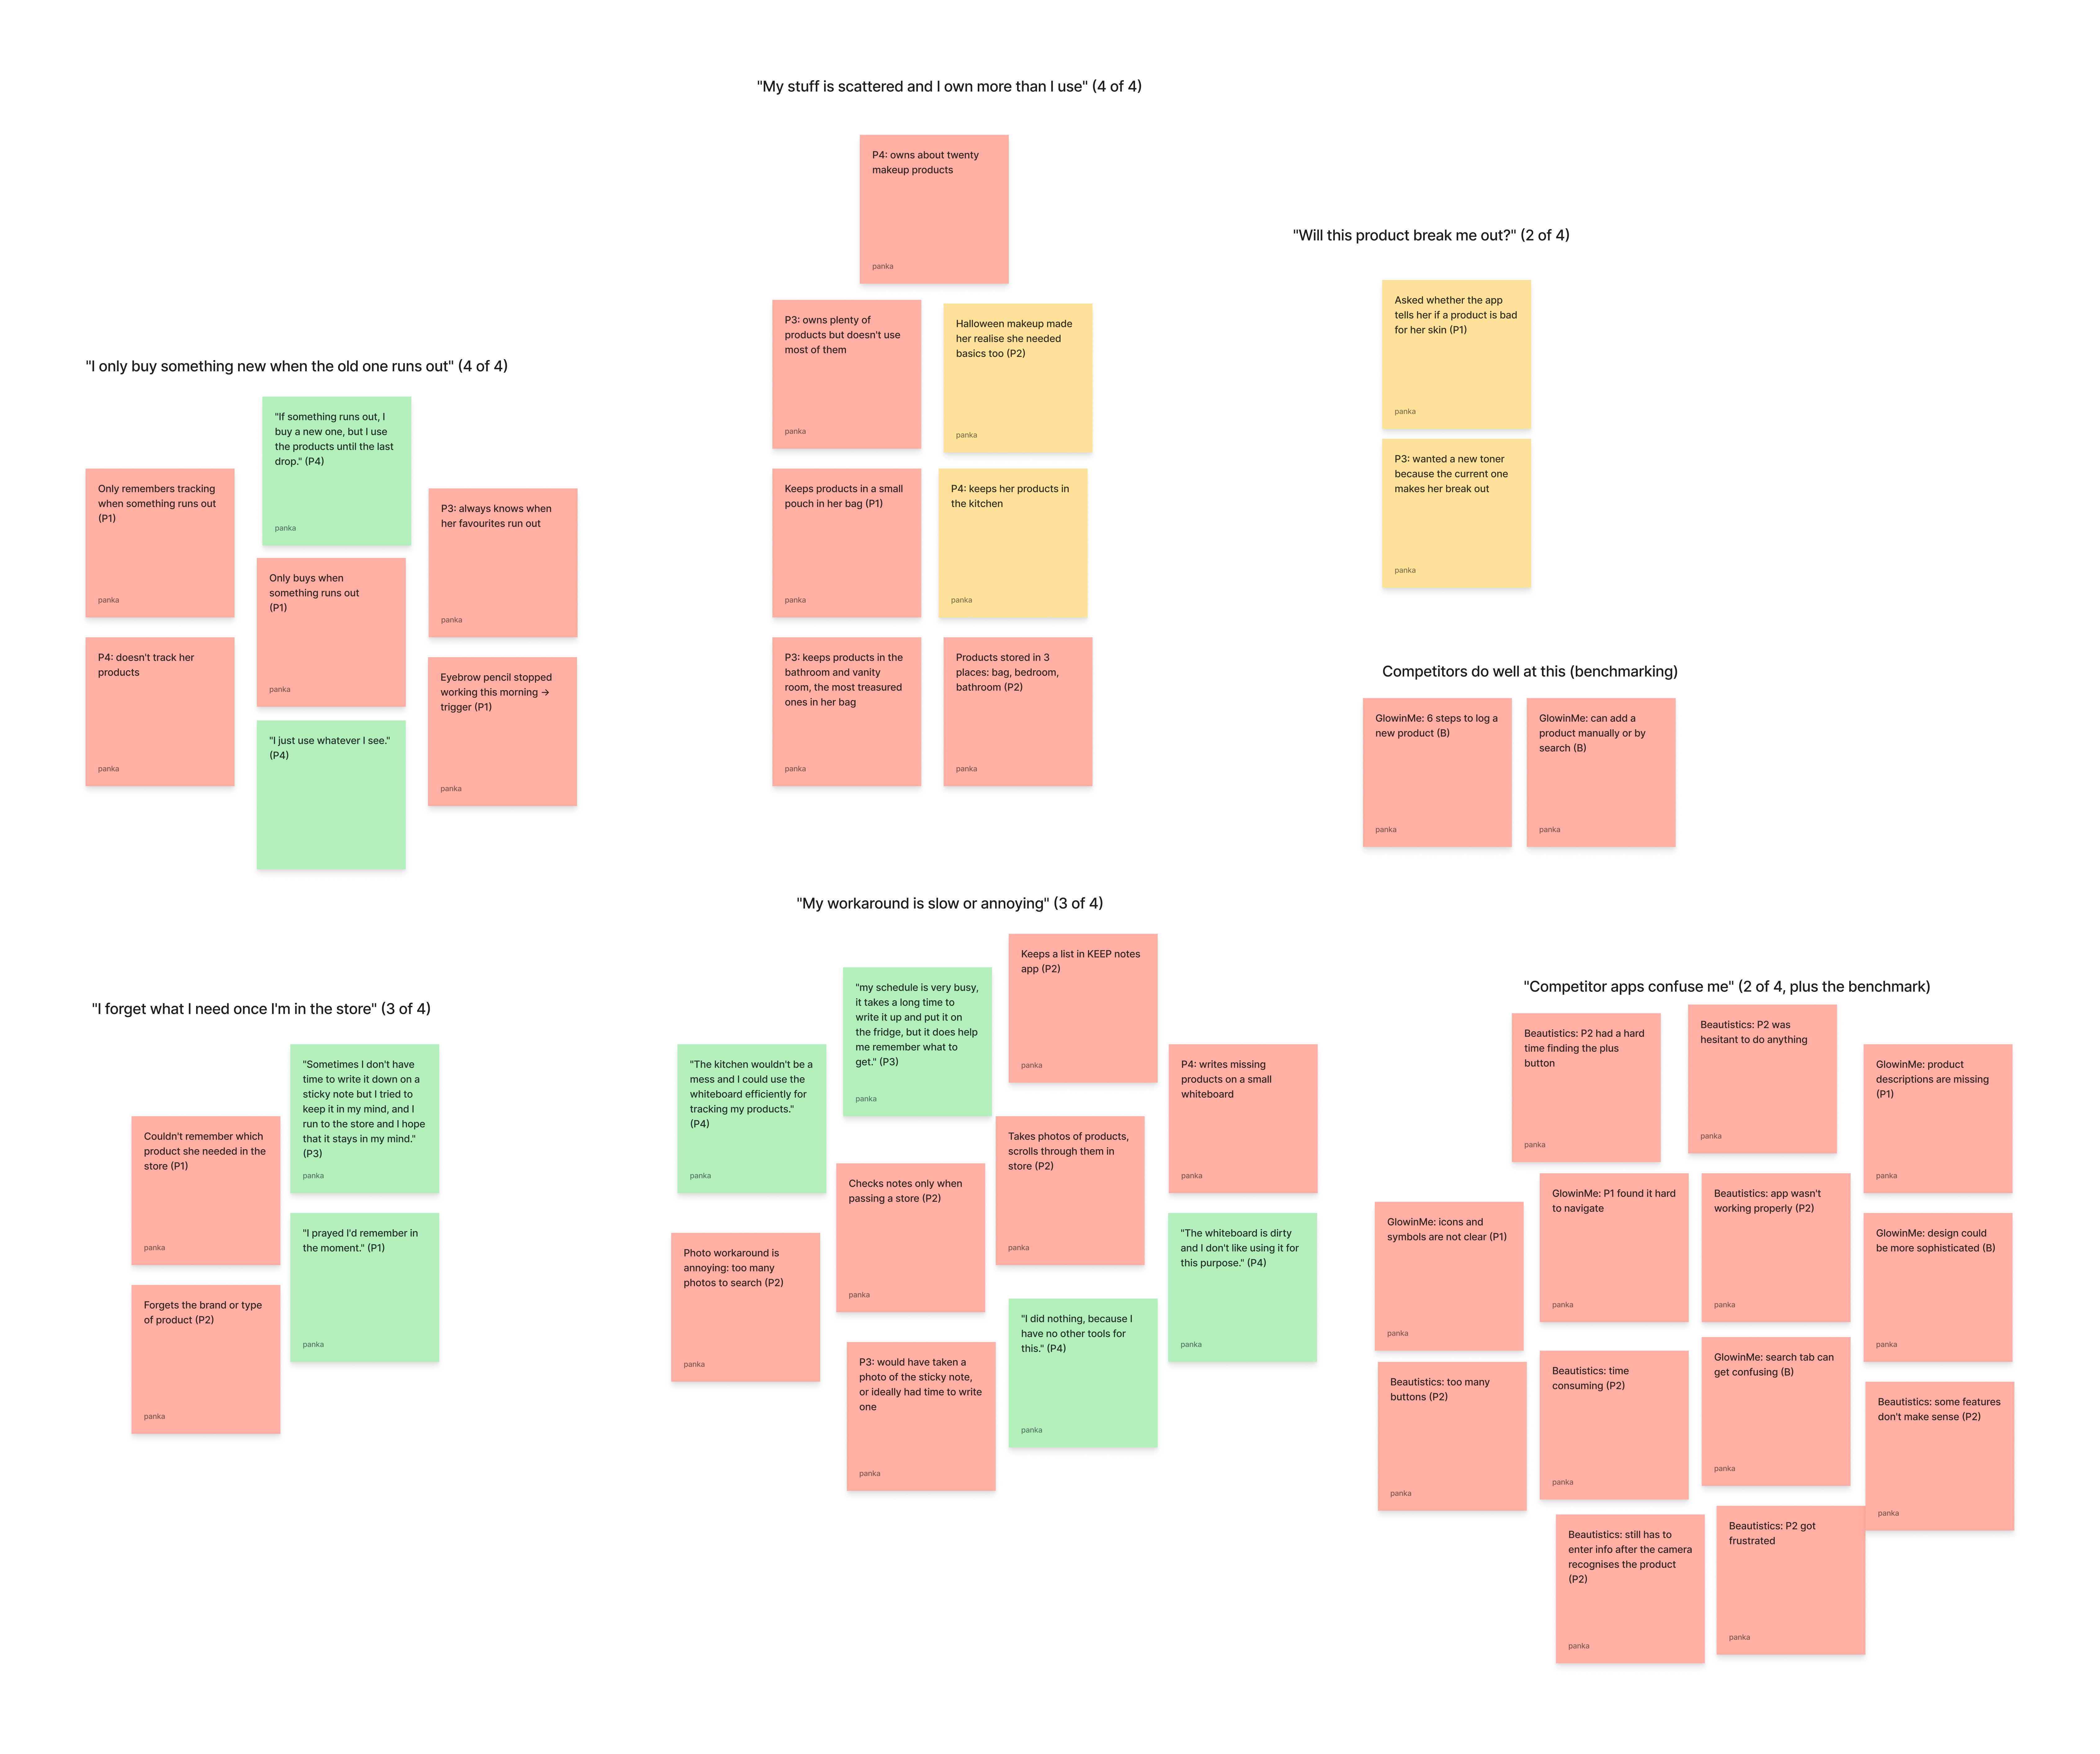 "My stuff is scattered and I own more than I use" (4 of 4)
P4: owns about twenty
makeup products
panka
P3: owns plenty of
products but doesn't use
most of them
panka
Halloween makeup made
her realise she needed
basics too (P2)
panka
Keeps products in a small
pouch in her bag (P1)
panka
P4: keeps her products in
the kitchen
panka
P3: keeps products in the
bathroom and vanity
room, the most treasured
ones in her bag
panka
Products stored in 3
places: bag, bedroom,
bathroom (P2)
panka
"Will this product break me out?" (2 of 4)
Asked whether the app
tells her if a product is bad
for her skin (P1)
panka
P3: wanted a new toner
because the current one
makes her break out
panka
"I only buy something new when the old one runs out" (4 of 4)
"If something runs out, I
buy a new one, but I use
the products until the last
drop." (P4)
panka
Only remembers tracking
when something runs out
(P1)
panka
P3: always knows when
her favourites run out
panka
Only buys when
something runs out
(P1)
panka
P4: doesn't track her
products
panka
Eyebrow pencil stopped
working this morning →
trigger (P1)
panka
"I just use whatever I see."
(P4)
panka
Competitors do well at this (benchmarking)
GlowinMe: 6 steps to log a
new product (B)
panka
GlowinMe: can add a
product manually or by
search (B)
panka
"My workaround is slow or annoying" (3 of 4)
Keeps a list in KEEP notes
app (P2)
panka
"my schedule is very busy,
it takes a long time to
write it up and put it on
the fridge, but it does help
me remember what to
get." (P3)
panka
"The kitchen wouldn't be a
mess and I could use the
whiteboard efficiently for
tracking my products."
(P4)
panka
P4: writes missing
products on a small
whiteboard
panka
Takes photos of products,
scrolls through them in
store (P2)
panka
Checks notes only when
passing a store (P2)
panka
Photo workaround is
annoying: too many
photos to search (P2)
panka
"The whiteboard is dirty
and I don't like using it for
this purpose." (P4)
panka
"I did nothing, because I
have no other tools for
this." (P4)
panka
P3: would have taken a
photo of the sticky note,
or ideally had time to write
one
panka
"I forget what I need once I'm in the store" (3 of 4)
"Sometimes I don't have
time to write it down on a
sticky note but I tried to
keep it in my mind, and I
run to the store and I hope
that it stays in my mind."
(P3)
panka
Couldn't remember which
product she needed in the
store (P1)
panka
"I prayed I'd remember in
the moment." (P1)
panka
Forgets the brand or type
of product (P2)
panka
"Competitor apps confuse me" (2 of 4, plus the benchmark)
Beautistics: P2 had a hard
time finding the plus
button
panka
Beautistics: P2 was
hesitant to do anything
panka
GlowinMe: product
descriptions are missing
(P1)
panka
GlowinMe: icons and
symbols are not clear (P1)
panka
GlowinMe: P1 found it hard
to navigate
panka
Beautistics: app wasn't
working properly (P2)
panka
GlowinMe: design could
be more sophisticated (B)
panka
Beautistics: too many
buttons (P2)
panka
Beautistics: time
consuming (P2)
panka
GlowinMe: search tab can
get confusing (B)
panka
Beautistics: some features
don't make sense (P2)
panka
Beautistics: still has to
enter info after the camera
recognises the product
(P2)
panka
Beautistics: P2 got
frustrated
panka